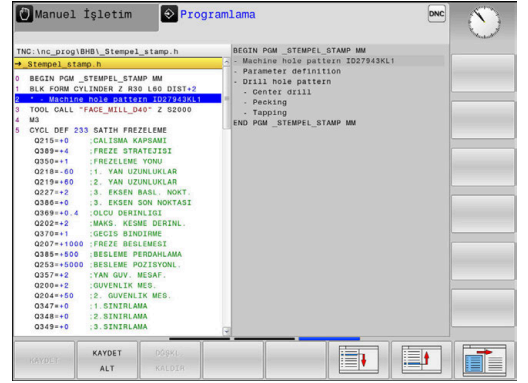 Manuel İşletim
Programlama
DNC
TNC:\nc_prog\BHB\_Stempel_stamp.h
→_Stempel_stamp.h
0 BEGIN PGM _STEMPEL_STAMP MM
1 BLK FORM CYLINDER Z R30 L60 DIST+2
2 * - Machine hole pattern ID27943KL1
3 TOOL CALL "FACE_MILL_D40" Z S2000
4 M3
5 CYCL DEF 233 SATIH FREZELEME
Q215=+0 ;CALISMA KAPSAMI
Q389=+4 ;FREZE STRATEJISI
Q350=+1 ;FREZELEME YONU
Q218=-60 ;1. YAN UZUNLUKLAR
Q219=+60 ;2. YAN UZUNLUKLAR
Q227=+2 ;3. EKSEN BASL. NOKT.
Q386=+0 ;3. EKSEN SON NOKTASI
Q369=+0.4 ;OLCU DERINLIGI
Q202=+2 ;MAKS. KESME DERINL.
Q370=+1 ;GECIS BINDIRME
Q207=+1000 ;FREZE BESLEMESI
Q385=+500 ;BESLEME PERDAHLAMA
Q253=+5000 ;BESLEME POZISYONL.
Q357=+2 ;YAN GUV. MESAF.
Q200=+2 ;GUVENLIK MES.
Q204=+50 ;2. GUVENLIK MES.
Q347=+0 ;1.SINIRLAMA
Q348=+0 ;2.SINIRLAMA
Q349=+0 ;3.SINIRLAMA
BEGIN PGM _STEMPEL_STAMP MM
- Machine hole pattern ID27943KL1
- Parameter definition
- Drill hole pattern
- Center drill
- Pecking
- Tapping
END PGM _STEMPEL_STAMP MM
KAYDET
KAYDET
ALT
KALDIR